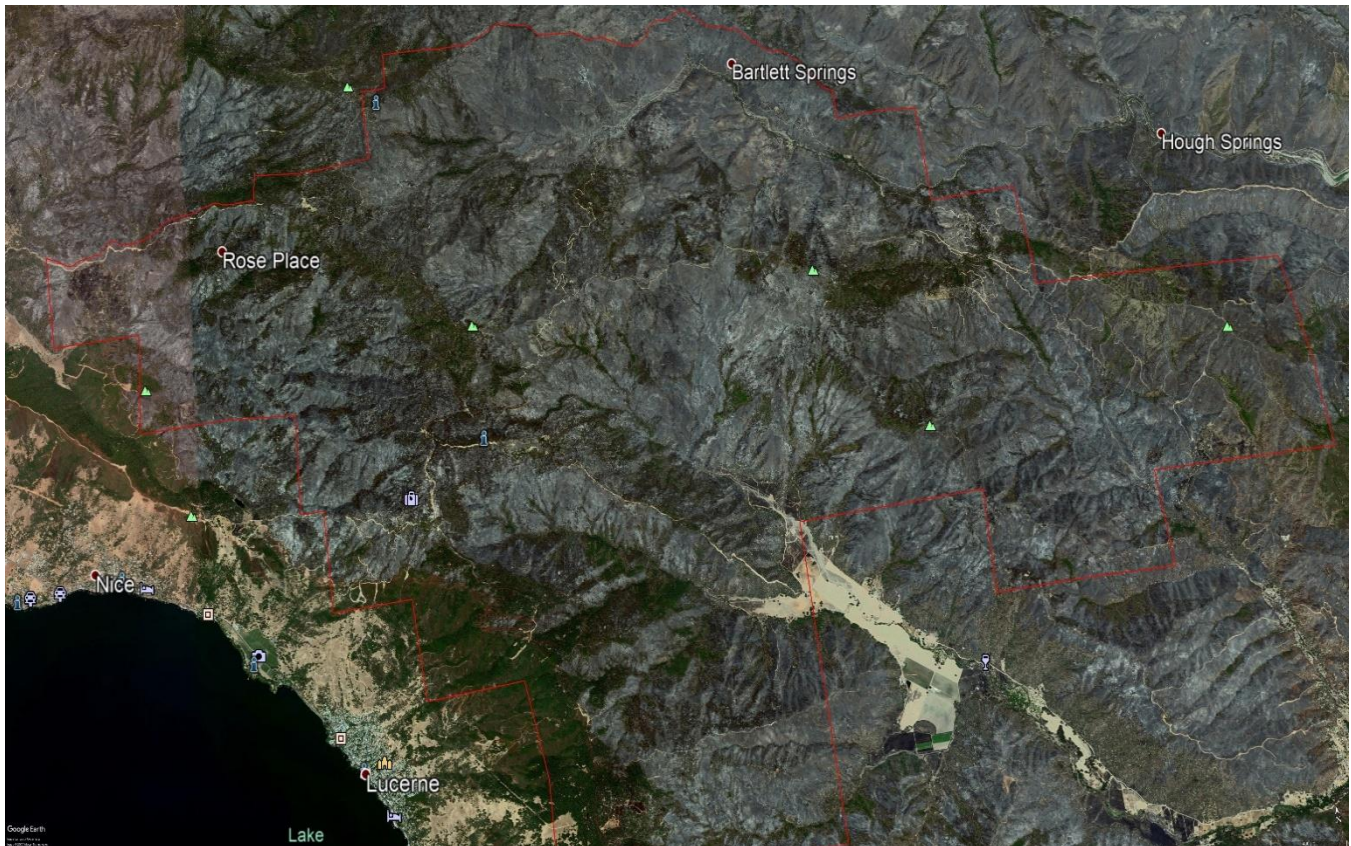 Bartlett Springs
Hough Springs
Rose Place
Nice
Lucerne
Google Earth
Lake